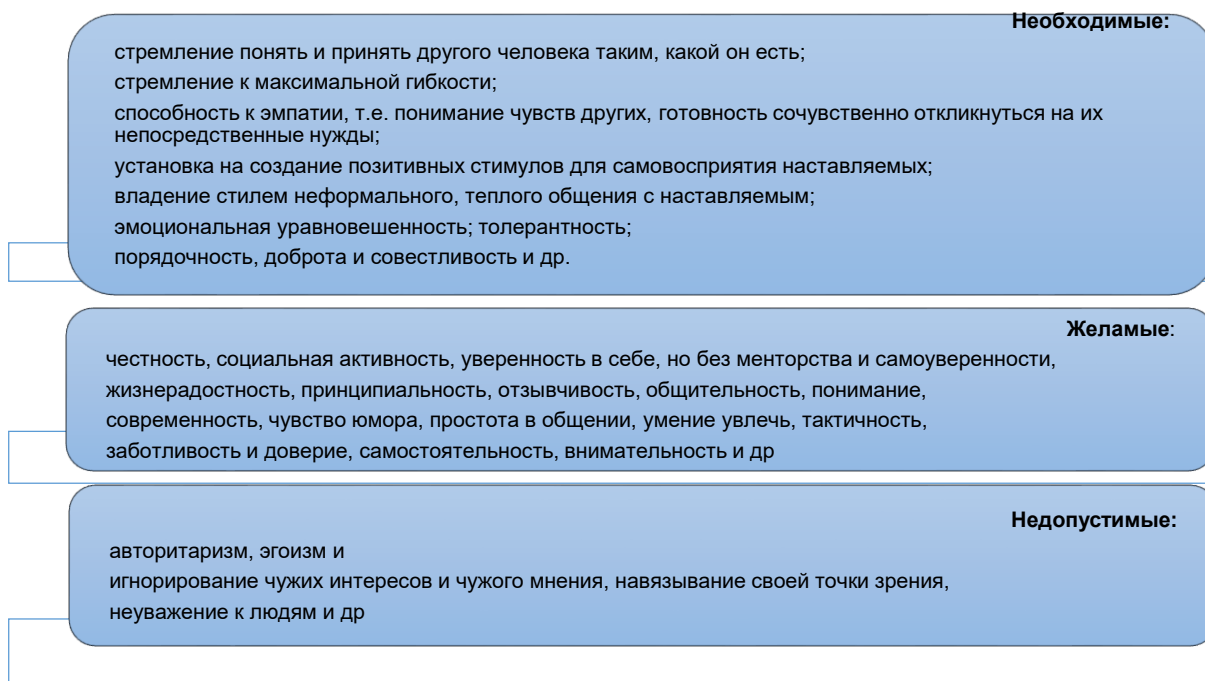 Необходимые:
стремление понять и принять другого человека таким, какой он есть;
стремление к максимальной гибкости;
способность к эмпатии, т.е. понимание чувств других, готовность сочувственно откликнуться на их
непосредственные нужды;
установка на создание позитивных стимулов для самовосприятия наставляемых;
владение стилем неформального, теплого общения с наставляемым;
эмоциональная уравновешенность; толерантность;
порядочность, доброта и совестливость и др.
Желамые:
честность, социальная активность, уверенность в себе, но без менторства и самоуверенности,
жизнерадостность, принципиальность, отзывчивость, общительность, понимание,
современность, чувство юмора, простота в общении, умение увлечь, тактичность,
заботливость и доверие, самостоятельность, внимательность и др
Недопустимые:
авторитаризм, эгоизм и
игнорирование чужих интересов и чужого мнения, навязывание своей точки зрения,
неуважение к людям и др